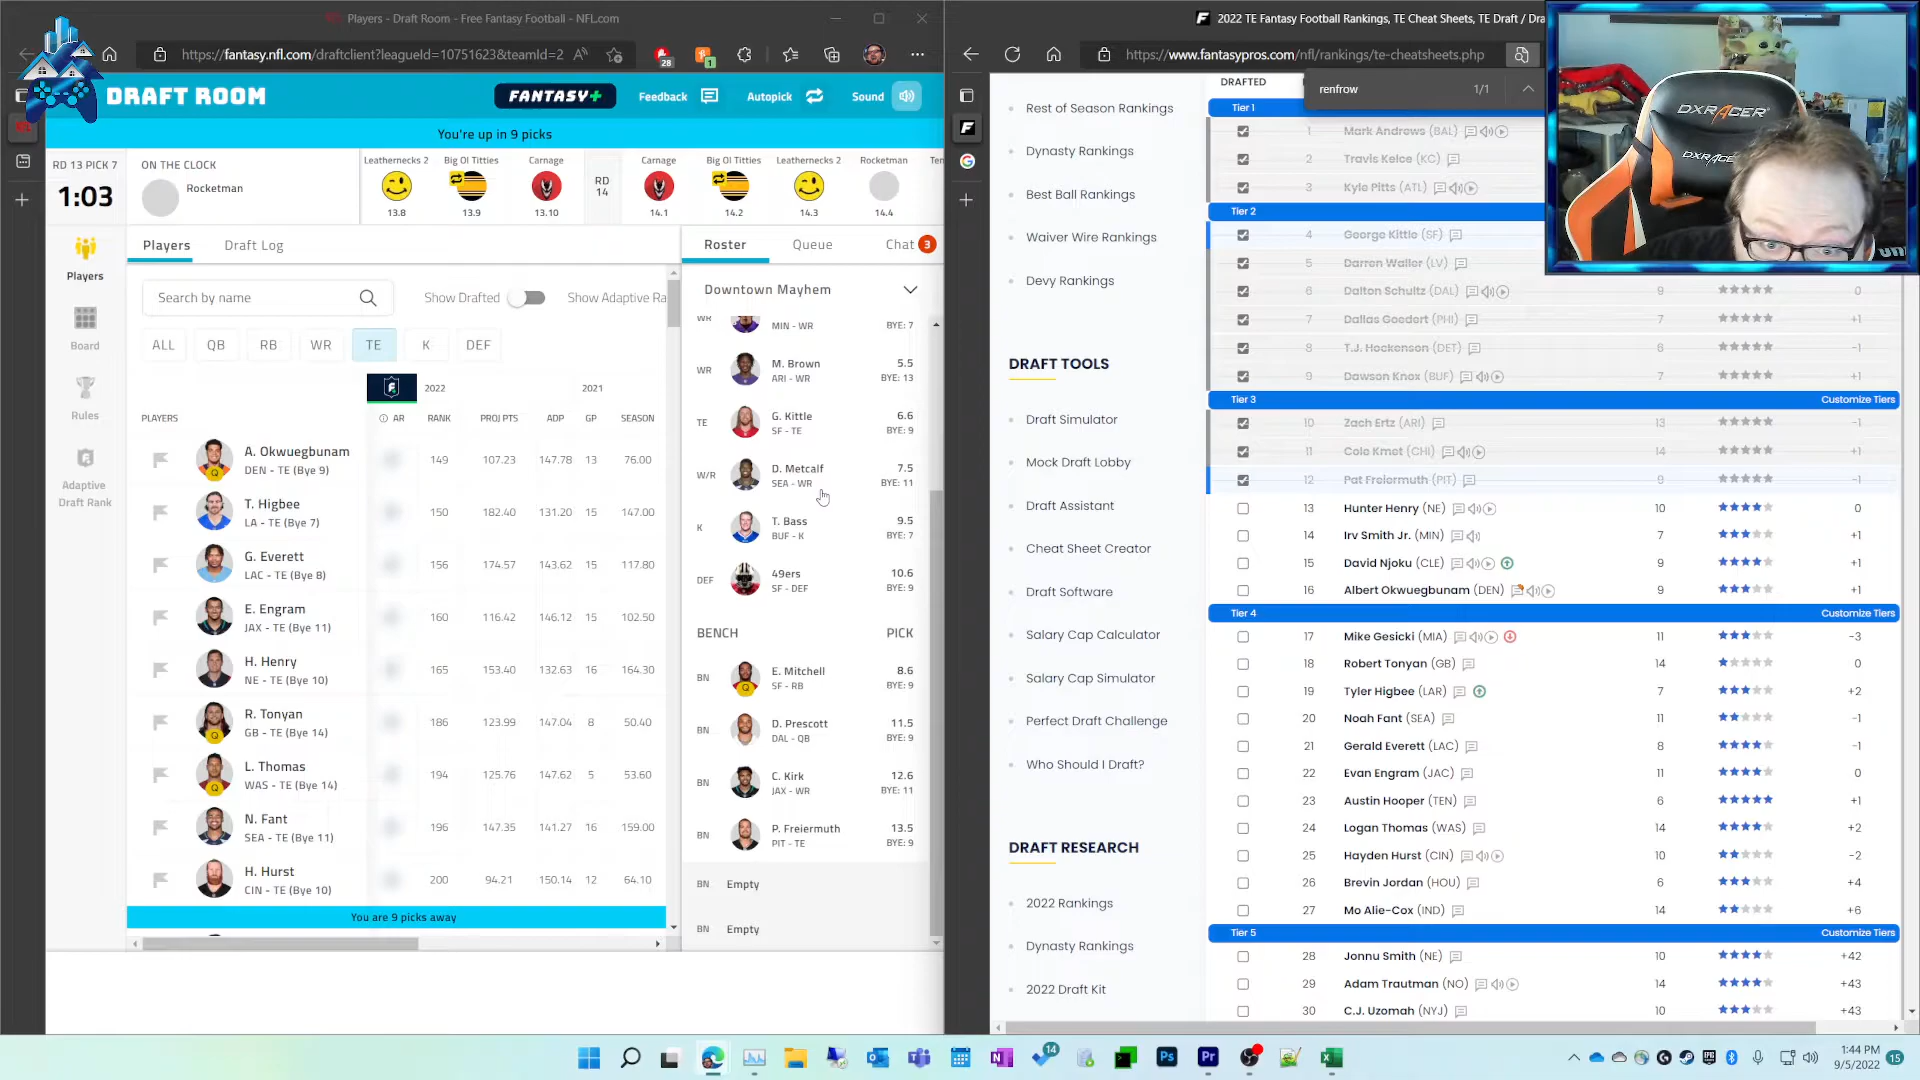 Players - Draft Room - Free Fantasy Football - NFL.com
https://fantasy.nfl.com/draftclient?leagueId=10751623&teamId=2
28
1
DRAFT ROOM
FANTASY+
Feedback
Autopick
Sound
You're up in 9 picks
RD 13 PICK 7
1:03
ON THE CLOCK
Rocketman
Leathernecks 2
13.8
Big Ol Titties
13.9
Carnage
13.10
RD
14
Carnage
14.1
Big Ol Titties
14.2
Leathernecks 2
14.3
Rocketman
14.4
Players
Board
Rules
Adaptive
Draft Rank
Players
Draft Log
Search by name
Show Drafted
Show Adaptive Ra
ALL
QB
RB
WR
TE
K
DEF
2022
2021
PLAYERS
AR
RANK
PROJ PTS
ADP
GP
SEASON
A. Okwuegbunam
DEN - TE (Bye 9)
149 107.23 147.78 13 76.00
T. Higbee
LA - TE (Bye 7)
150 182.40 131.20 15 147.00
G. Everett
LAC - TE (Bye 8)
156 174.57 143.62 15 117.80
E. Engram
JAX - TE (Bye 11)
160 116.42 146.12 15 102.50
H. Henry
NE - TE (Bye 10)
165 153.40 132.63 16 164.30
R. Tonyan
GB - TE (Bye 14)
186 123.99 147.04 8 50.40
L. Thomas
WAS - TE (Bye 14)
194 125.76 147.62 5 53.60
N. Fant
SEA - TE (Bye 11)
196 147.35 141.27 16 159.00
H. Hurst
CIN - TE (Bye 10)
200 94.21 150.14 12 64.10
You are 9 picks away
Roster
Queue
Chat 3
Downtown Mayhem
WR MIN - WR BYE: 7
WR M. Brown 5.5
ARI - WR BYE: 13
TE G. Kittle 6.6
SF - TE BYE: 9
W/R D. Metcalf 7.5
SEA - WR BYE: 11
K T. Bass 9.5
BUF - K BYE: 7
DEF 49ers 10.6
SF - DEF BYE: 9
BENCH PICK
BN E. Mitchell 8.6
SF - RB BYE: 9
BN D. Prescott 11.5
DAL - QB BYE: 9
BN C. Kirk 12.6
JAX - WR BYE: 11
BN P. Freiermuth 13.5
PIT - TE BYE: 9
BN Empty
BN Empty
2022 TE Fantasy Football Rankings, TE Cheat Sheets, TE Draft / Dra
https://www.fantasypros.com/nfl/rankings/te-cheatsheets.php
renfrow 1/1
Rest of Season Rankings
Dynasty Rankings
Best Ball Rankings
Waiver Wire Rankings
Devy Rankings
DRAFT TOOLS
Draft Simulator
Mock Draft Lobby
Draft Assistant
Cheat Sheet Creator
Draft Software
Salary Cap Calculator
Salary Cap Simulator
Perfect Draft Challenge
Who Should I Draft?
DRAFT RESEARCH
2022 Rankings
Dynasty Rankings
2022 Draft Kit
DRAFTED
Tier 1
1 Mark Andrews (BAL)
2 Travis Kelce (KC)
3 Kyle Pitts (ATL)
Tier 2
4 George Kittle (SF)
5 Darren Waller (LV)
6 Dalton Schultz (DAL) 9 0
7 Dallas Goedert (PHI) 7 +1
8 T.J. Hockenson (DET) 6 -1
9 Dawson Knox (BUF) 7 +1
Tier 3 Customize Tiers
10 Zach Ertz (ARI) 13 -1
11 Cole Kmet (CHI) 14 +1
12 Pat Freiermuth (PIT) 9 -1
13 Hunter Henry (NE) 10 0
14 Irv Smith Jr. (MIN) 7 +1
15 David Njoku (CLE) 9 +1
16 Albert Okwuegbunam (DEN) 9 +1
Tier 4 Customize Tiers
17 Mike Gesicki (MIA) 11 -3
18 Robert Tonyan (GB) 14 0
19 Tyler Higbee (LAR) 7 +2
20 Noah Fant (SEA) 11 -1
21 Gerald Everett (LAC) 8 -1
22 Evan Engram (JAC) 11 0
23 Austin Hooper (TEN) 6 +1
24 Logan Thomas (WAS) 14 +2
25 Hayden Hurst (CIN) 10 -2
26 Brevin Jordan (HOU) 6 +4
27 Mo Alie-Cox (IND) 14 +6
Tier 5 Customize Tiers
28 Jonnu Smith (NE) 10 +42
29 Adam Trautman (NO) 14 +43
30 C.J. Uzomah (NYJ) 10 +43
DXRACER
DXRACER
14
1:44 PM
9/5/2022
15